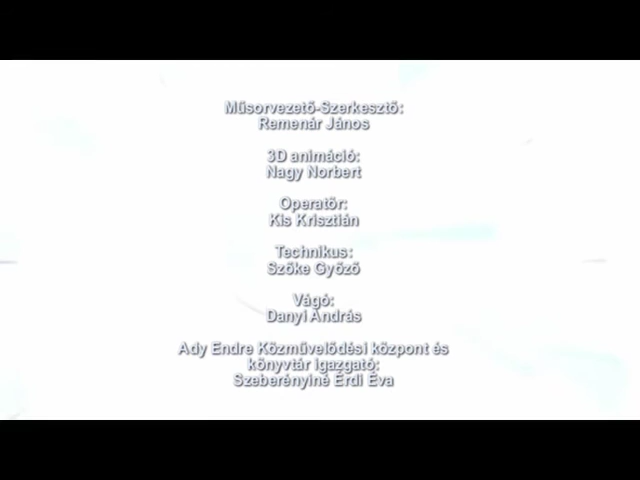 Műsorvezető-Szerkesztő:
Remenár János
3D animáció:
Nagy Norbert
Operatőr:
Kis Krisztián
Technikus:
Szőke Győző
Vágó:
Danyi András
Ady Endre Közművelődési központ és
könyvtár igazgató:
Szeberényiné Érdi Éva